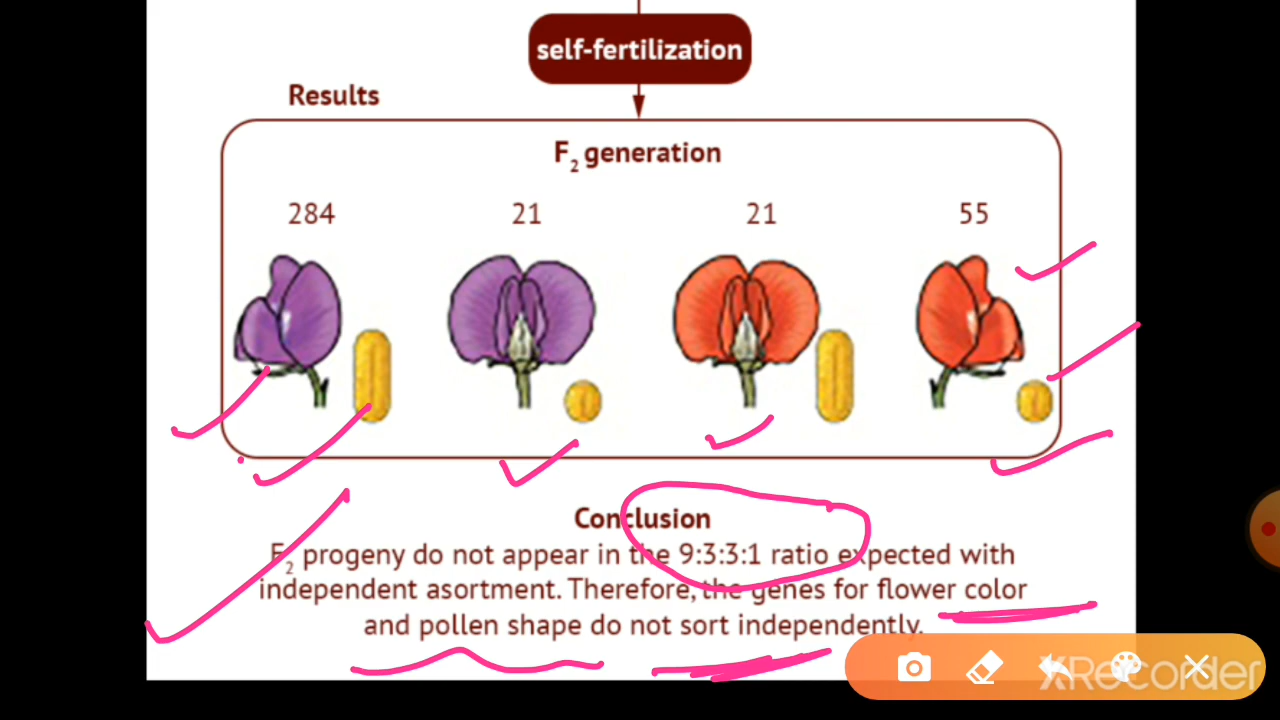 self-fertilization
Results
F₂ generation
284 21 21 55
Conclusion
F₂ progeny do not appear in the 9:3:3:1 ratio expected with
independent asortment. Therefore, the genes for flower color
and pollen shape do not sort independently.
XRecorder